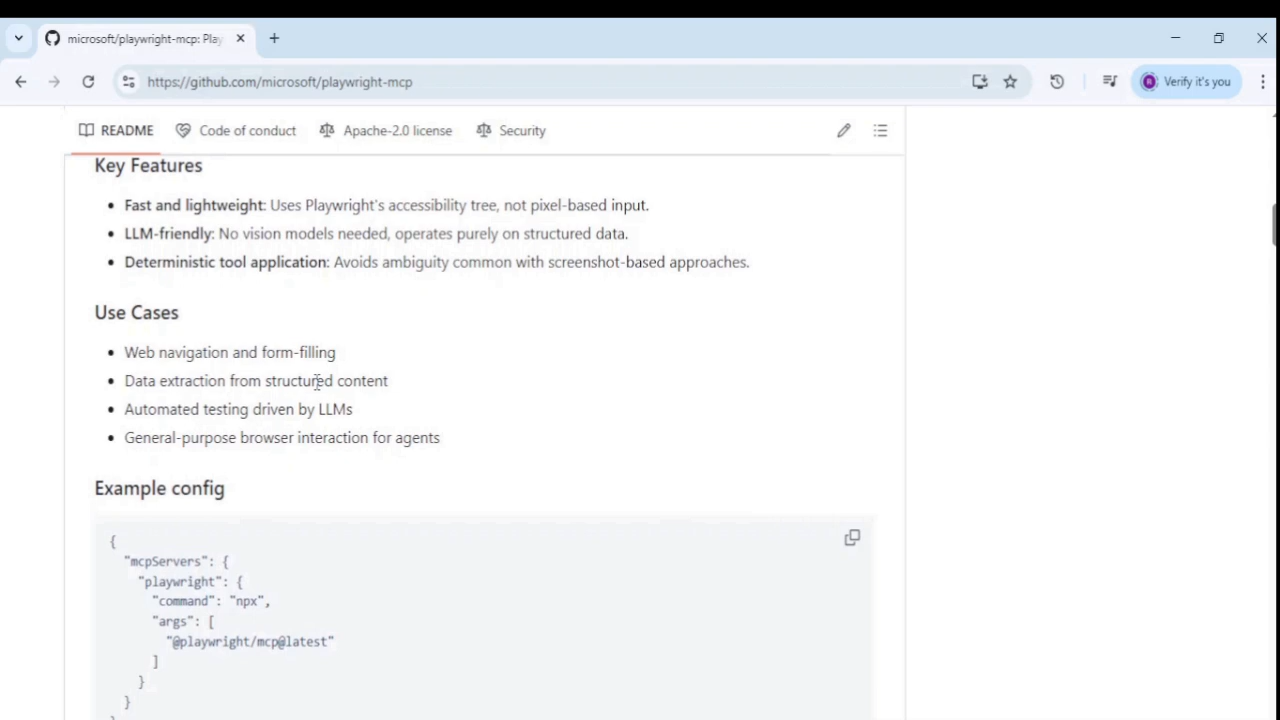 microsoft/playwright-mcp: Play
https://github.com/microsoft/playwright-mcp
Verify it's you
README
Code of conduct
Apache-2.0 license
Security
Key Features
Fast and lightweight: Uses Playwright's accessibility tree, not pixel-based input.
LLM-friendly: No vision models needed, operates purely on structured data.
Deterministic tool application: Avoids ambiguity common with screenshot-based approaches.
Use Cases
Web navigation and form-filling
Data extraction from structured content
Automated testing driven by LLMs
General-purpose browser interaction for agents
Example config
{
"mcpServers": {
"playwright": {
"command": "npx",
"args": [
"@playwright/mcp@latest"
]
}
}
}